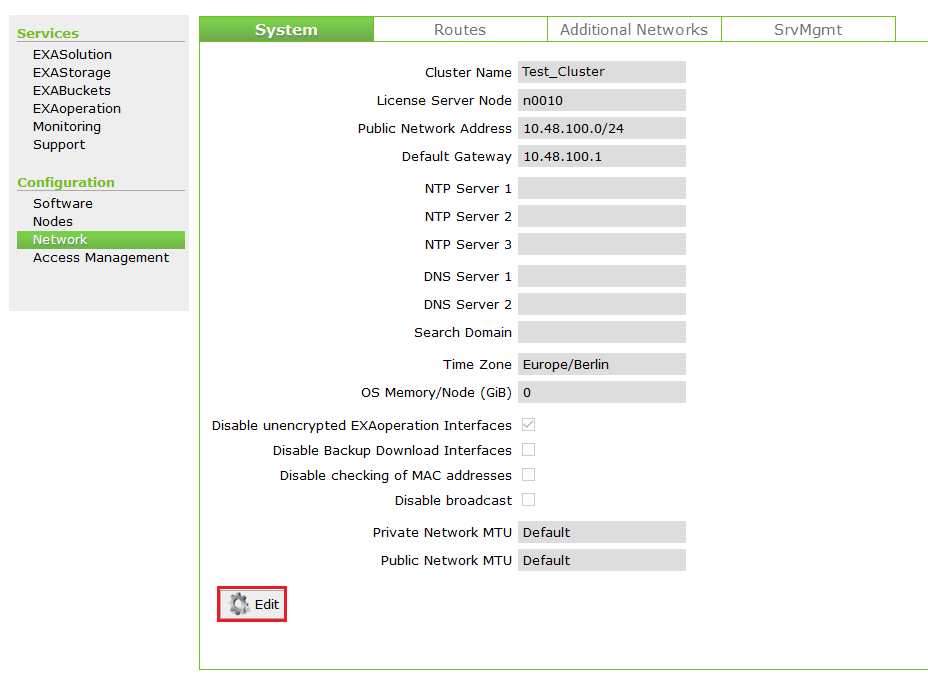 Services
EXASolution
EXAStorage
EXABuckets
EXAoperation
Monitoring
Support
Configuration
Software
Nodes
Network
Access Management
System Routes Additional Networks SrvMgmt
Cluster Name Test_Cluster
License Server Node n0010
Public Network Address 10.48.100.0/24
Default Gateway 10.48.100.1
NTP Server 1
NTP Server 2
NTP Server 3
DNS Server 1
DNS Server 2
Search Domain
Time Zone Europe/Berlin
OS Memory/Node (GiB) 0
Disable unencrypted EXAoperation Interfaces
Disable Backup Download Interfaces
Disable checking of MAC addresses
Disable broadcast
Private Network MTU Default
Public Network MTU Default
Edit